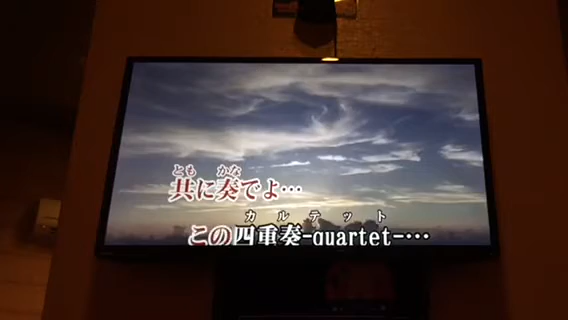 とも かな
共に奏でよ…
カルテット
この四重奏-quartet-…